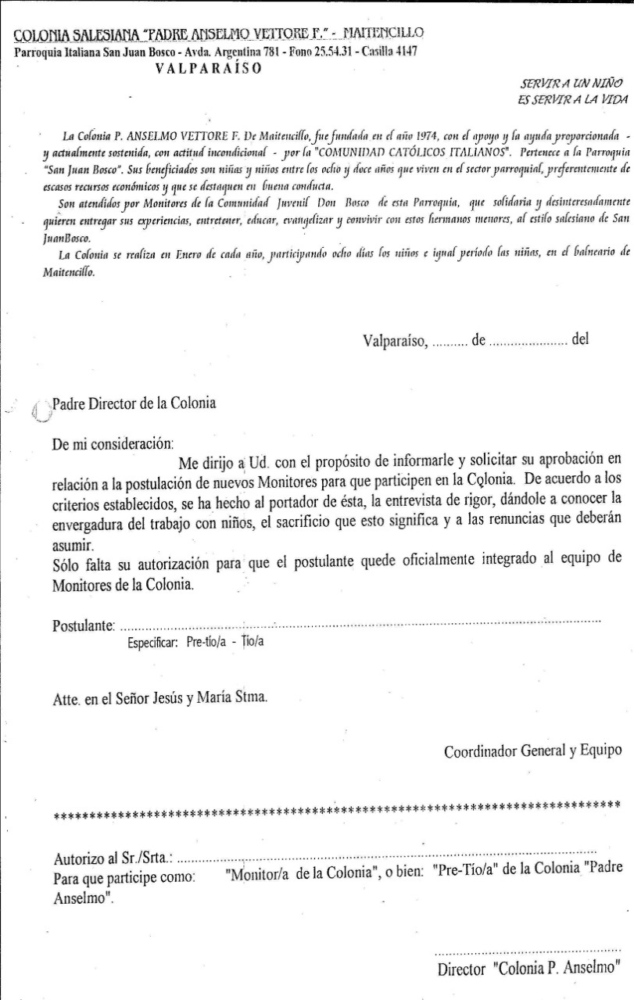 COLONIA SALESIANA "PADRE ANSELMO VETTORE F." - MAITENCILLO
Parroquia Italiana San Juan Bosco - Avda. Argentina 781 - Fono 25.54.31 - Casilla 4147
VALPARAÍSO
SERVIR A UN NIÑO
ES SERVIR A LA VIDA
La Colonia P. ANSELMO VETTORE F. De Maitencillo, fue fundada en el año 1974, con el apoyo y la ayuda proporcionada -
y actualmente sostenida, con actitud incondicional - por la "COMUNIDAD CATÓLICOS ITALIANOS". Pertenece a la Parroquia
"San Juan Bosco". Sus beneficiados son niñas y niños entre los ocho y doce años que viven en el sector parroquial, preferentemente de
escasos recursos económicos y que se destaquen en buena conducta.
Son atendidos por Monitores de la Comunidad Juvenil Don Bosco de esta Parroquia, que solidaria y desinteresadamente
quieren entregar sus experiencias, entretener, educar, evangelizar y convivir con estos hermanos menores, al estilo salesiano de San
JuanBosco.
La Colonia se realiza en Enero de cada año, participando ocho días los niños e igual período las niñas, en el balneario de
Maitencillo.
Valparaíso, .......... de ...................... del
Padre Director de la Colonia
De mi consideración:
Me dirijo a Ud. con el propósito de informarle y solicitar su aprobación en
relación a la postulación de nuevos Monitores para que participen en la Colonia. De acuerdo a los
criterios establecidos, se ha hecho al portador de ésta, la entrevista de rigor, dándole a conocer la
envergadura del trabajo con niños, el sacrificio que esto significa y a las renuncias que deberán
asumir.
Sólo falta su autorización para que el postulante quede oficialmente integrado al equipo de
Monitores de la Colonia.
Postulante: ..........................................................................................................................
Especificar: Pre-tío/a - Tío/a
Atte. en el Señor Jesús y María Stma.
Coordinador General y Equipo
*******************************************************************************
Autorizo al Sr./Srta.: ..................................................................................................................
Para que participe como: "Monitor/a de la Colonia", o bien: "Pre-Tío/a" de la Colonia "Padre
Anselmo".
....................................................
Director "Colonia P. Anselmo"